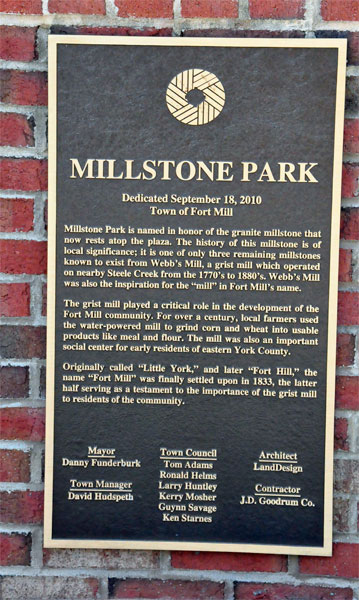 MILLSTONE PARK
Dedicated September 18, 2010
Town of Fort Mill
Millstone Park is named in honor of the granite millstone that
now rests atop the plaza. The history of this millstone is of
local significance; it is one of only three remaining millstones
known to exist from Webb's Mill, a grist mill which operated
on nearby Steele Creek from the 1770's to 1880's. Webb's Mill
was also the inspiration for the "mill" in Fort Mill's name.
The grist mill played a critical role in the development of the
Fort Mill community. For over a century, local farmers used
the water-powered mill to grind corn and wheat into usable
products like meal and flour. The mill was also an important
social center for early residents of eastern York County.
Originally called "Little York," and later "Fort Hill," the
name "Fort Mill" was finally settled upon in 1833, the latter
half serving as a testament to the importance of the grist mill
to residents of the community.
Mayor
Danny Funderburk
Town Manager
David Hudspeth
Town Council
Tom Adams
Ronald Helms
Larry Huntley
Kerry Mosher
Guynn Savage
Ken Starnes
Architect
LandDesign
Contractor
J.D. Goodrum Co.